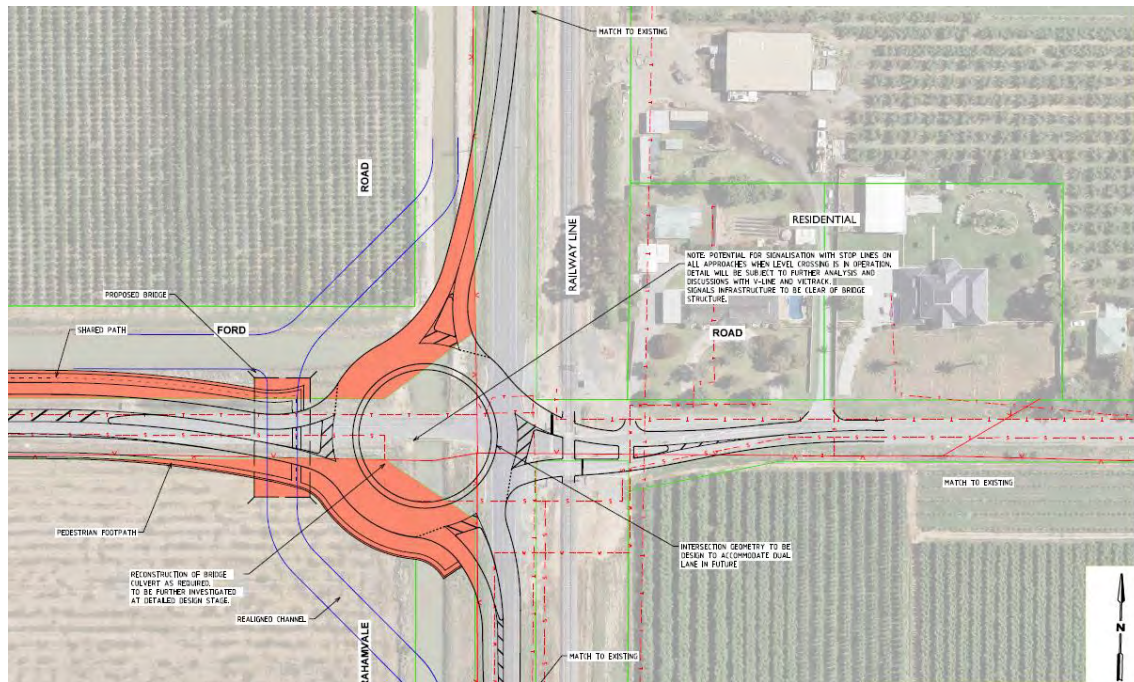 MATCH TO EXISTING
ROAD
RAILWAY LINE
RESIDENTIAL
NOTE: POTENTIAL FOR SIGNALISATION WITH STOP LINES ON
ALL APPROACHES WHEN LEVEL CROSSING IS IN OPERATION,
DETAIL WILL BE SUBJECT TO FURTHER ANALYSIS AND
DISCUSSIONS WITH V-LINE AND VICTRACK.
SIGNALS INFRASTRUCTURE TO BE CLEAR OF BRIDGE
STRUCTURE.
PROPOSED BRIDGE
SHARED PATH
FORD
ROAD
MATCH TO EXISTING
PEDESTRIAN FOOTPATH
INTERSECTION GEOMETRY TO BE
DESIGN TO ACCOMMODATE DUAL
LANE IN FUTURE
RECONSTRUCTION OF BRIDGE
CULVERT AS REQUIRED.
TO BE FURTHER INVESTIGATED
AT DETAILED DESIGN STAGE.
REALIGNED CHANNEL
RAHAMVALE
MATCH TO EXISTING
N